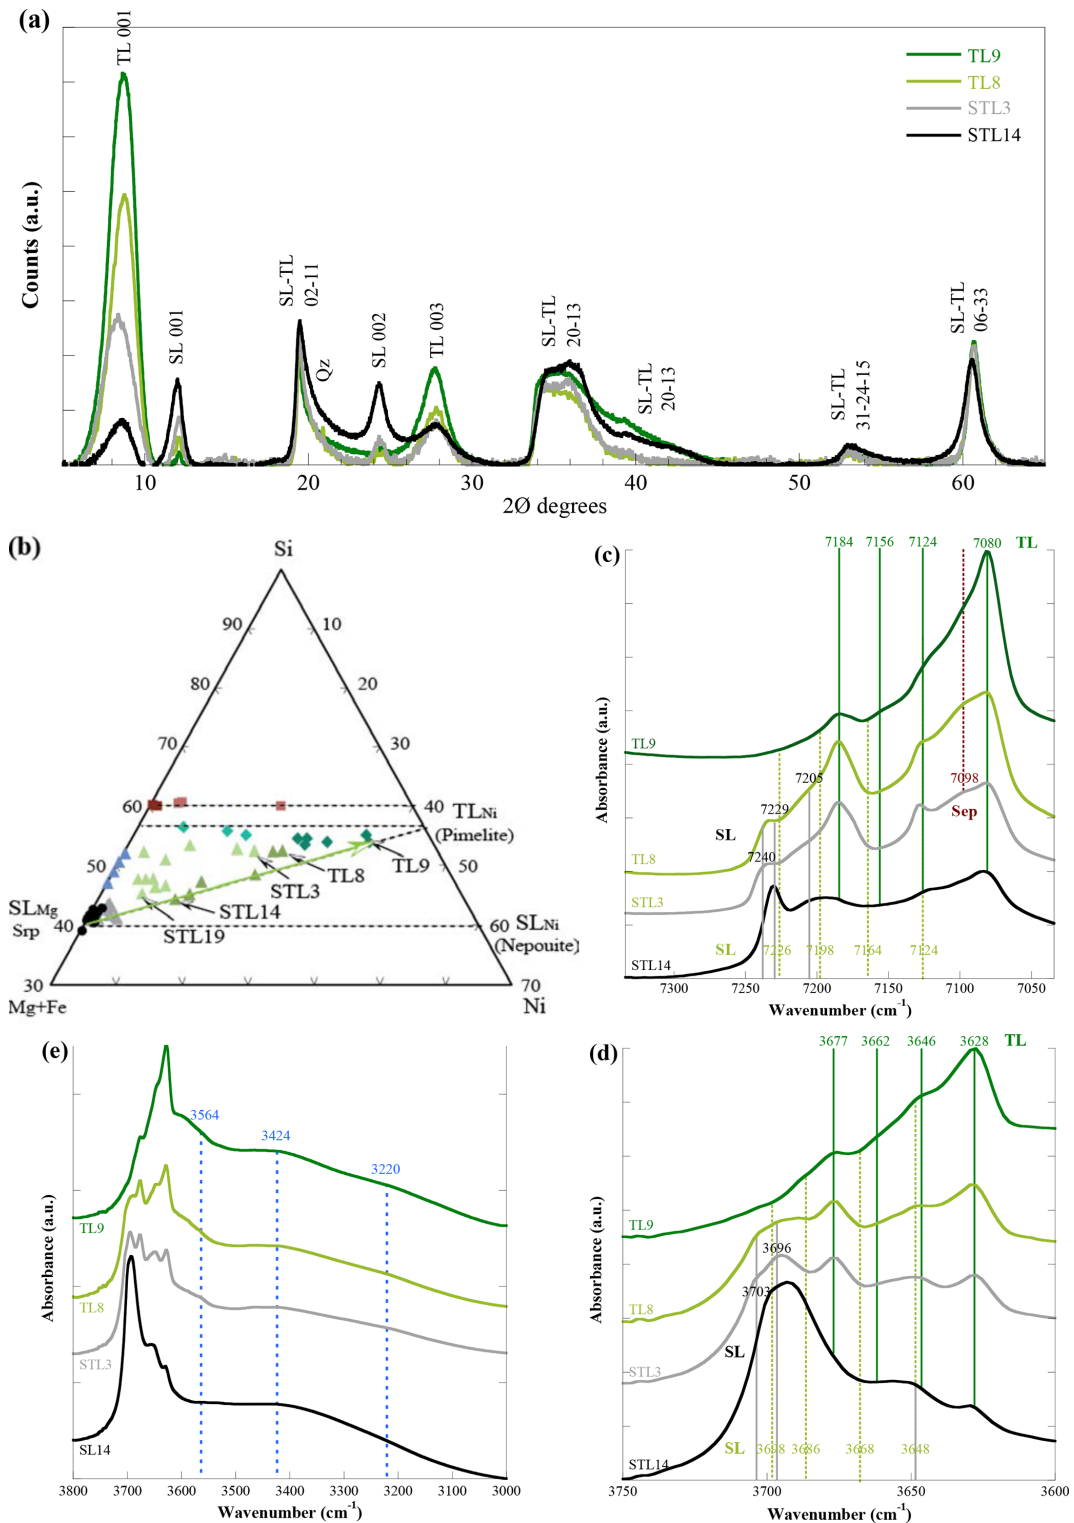 (a)
TL 001
SL 001
SL-TL
02-11
Qz
SL 002
TL 003
SL-TL
20-13
SL-TL
20-13
SL-TL
31-24-15
SL-TL
06-33
TL9
TL8
STL3
STL14
Counts (a.u.)
10 20 30 40 50 60
2Ø degrees
(b)
Si
90 10
80 20
70 30
60 40
TLNi
(Pimelite)
50 50
TL9
TL8
STL3
STL14
STL19
SLMg
Srp
40 60
SLNi
(Nepouite)
30 70
Mg+Fe Ni
(c)
7184 7156 7124 7080 TL
TL9
7205
7229
7240
SL
7098
Sep
TL8
STL3
STL14
SL 7226 7198 7164 7124
Absorbance (a.u.)
7300 7250 7200 7150 7100 7050
Wavenumber (cm-1)
(e)
3564
3424
3220
TL9
TL8
STL3
SL14
Absorbance (a.u.)
3800 3700 3600 3500 3400 3300 3200 3100 3000
Wavenumber (cm-1)
(d)
3677 3662 3646 3628 TL
TL9
3696
3703
TL8
SL
STL3
STL14
SL 3698 3686 3668 3648
Absorbance (a.u.)
3750 3700 3650 3600
Wavenumber (cm-1)